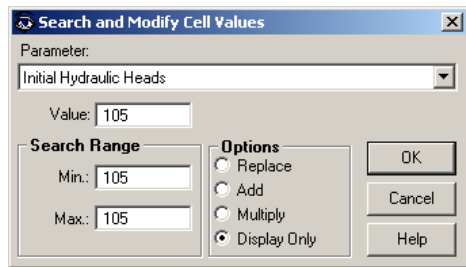 Search and Modify Cell Values
Parameter:
Initial Hydraulic Heads
Value: 105
Search Range
Min.: 105
Max.: 105
Options
Replace
Add
Multiply
Display Only
OK
Cancel
Help